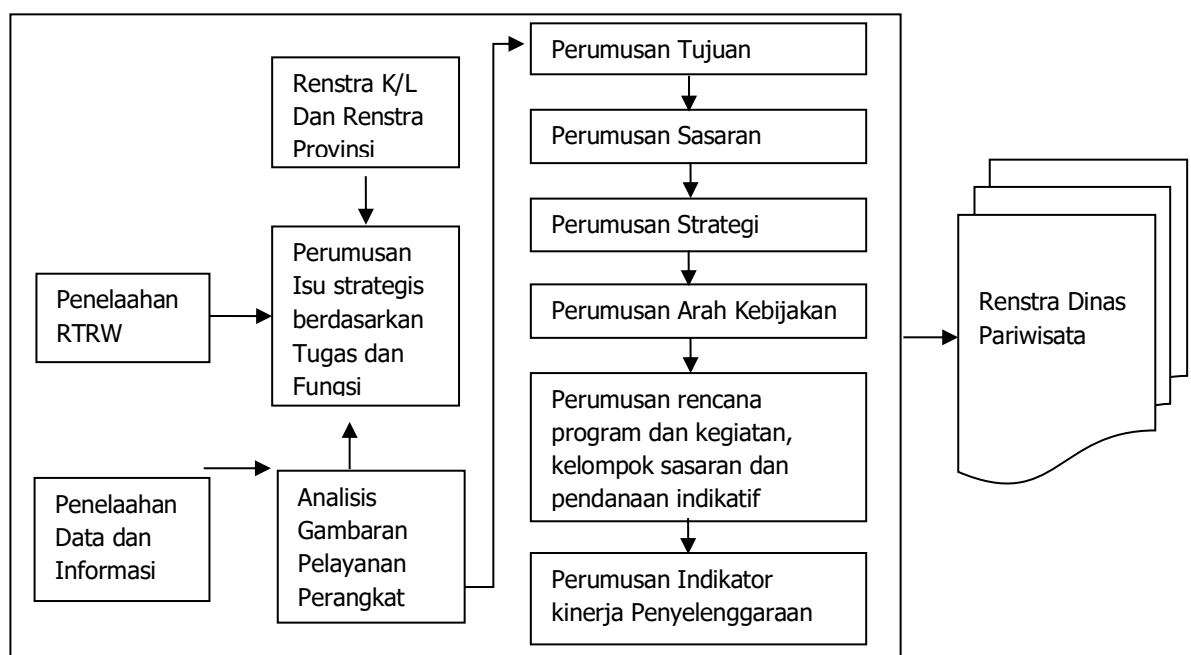 Renstra K/L
Dan Renstra
Provinsi
Perumusan
Isu strategis
berdasarkan
Tugas dan
Fungsi
Penelaahan
RTRW
Penelaahan
Data dan
Informasi
Analisis
Gambaran
Pelayanan
Perangkat
Perumusan Tujuan
Perumusan Sasaran
Perumusan Strategi
Perumusan Arah Kebijakan
Perumusan rencana
program dan kegiatan,
kelompok sasaran dan
pendanaan indikatif
Perumusan Indikator
kinerja Penyelenggaraan
Renstra Dinas
Pariwisata